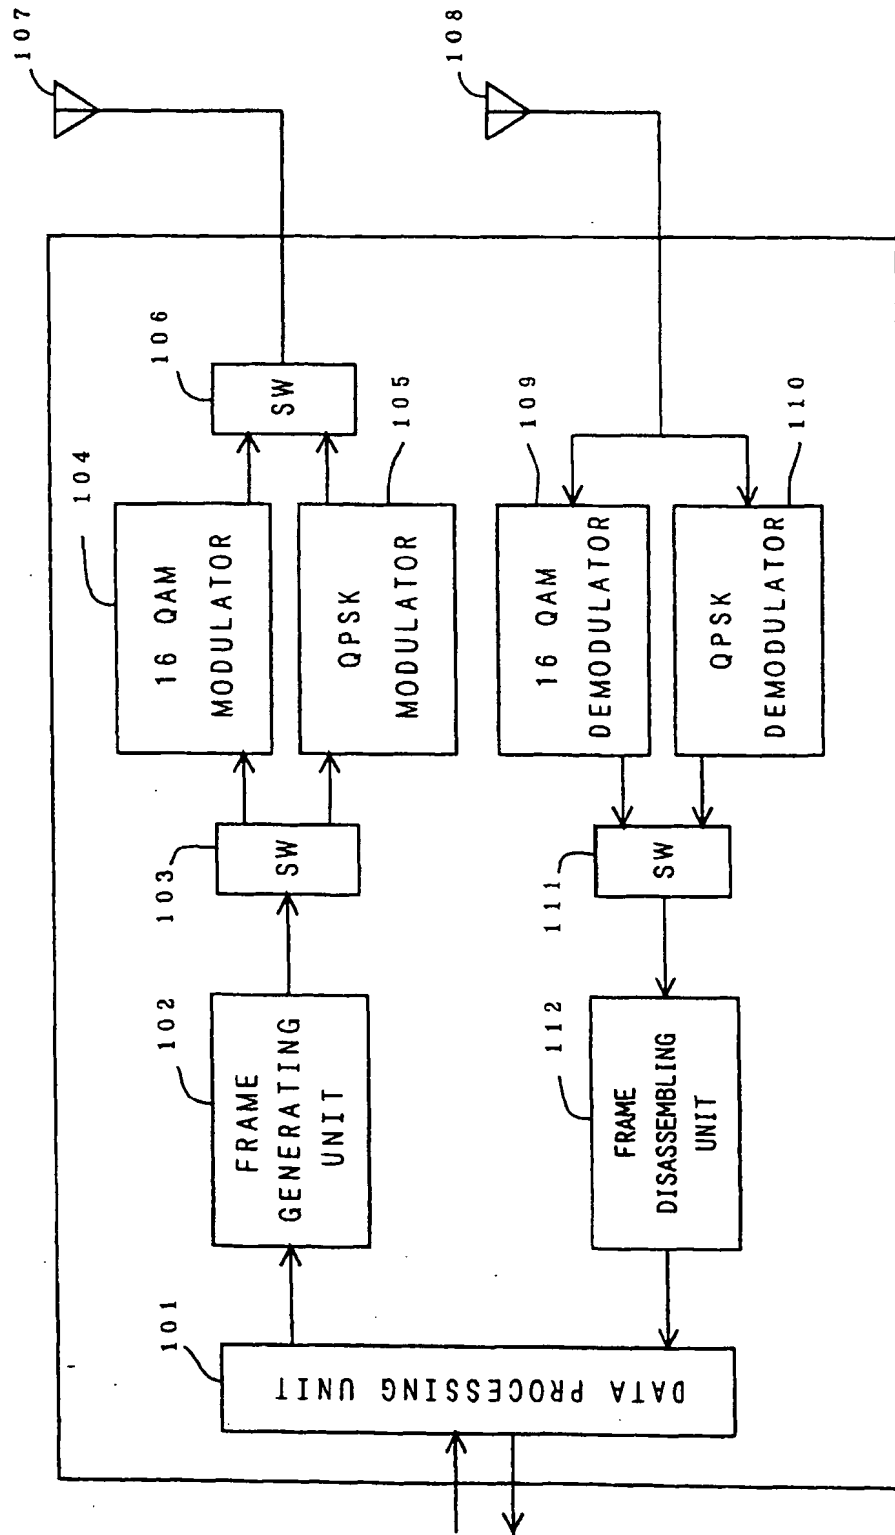 101
DATA PROCESSING UNIT
102
FRAME
GENERATING
UNIT
103
SW
104
16 QAM
MODULATOR
QPSK
MODULATOR
105
106
SW
107
108
109
16 QAM
DEMODULATOR
QPSK
DEMODULATOR
110
111
SW
112
FRAME
DISASSEMBLING
UNIT